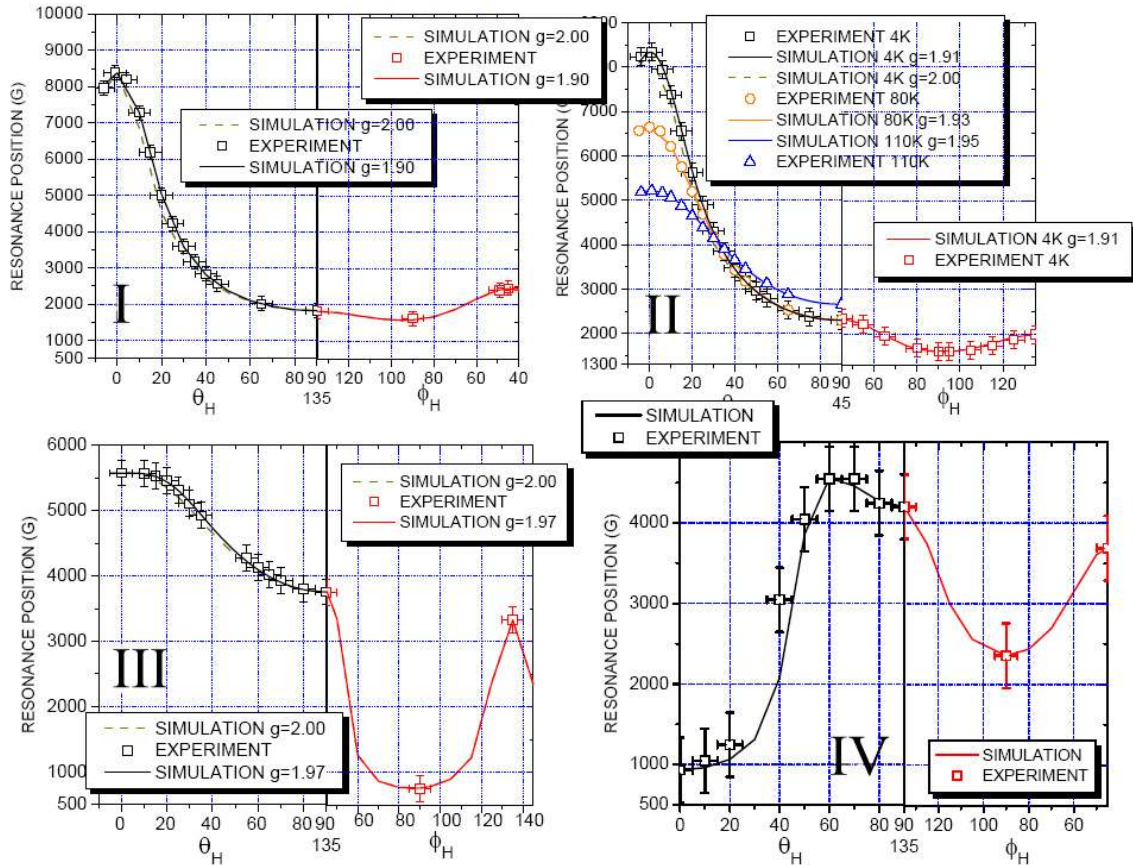 SIMULATION g=2.00
EXPERIMENT
SIMULATION g=1.90
SIMULATION g=2.00
EXPERIMENT
SIMULATION g=1.90
RESONANCE POSITION (G)
10000
9000
8000
7000
6000
5000
4000
3000
2000
1000
500
I
0 20 40 60 80 90 120 100 80 60 40
θH 135 ϕH
EXPERIMENT 4K
SIMULATION 4K g=1.91
SIMULATION 4K g=2.00
EXPERIMENT 80K
SIMULATION 80K g=1.93
SIMULATION 110K g=1.95
EXPERIMENT 110K
SIMULATION 4K g=1.91
EXPERIMENT 4K
RESONANCE POSITION
7000
6000
5000
4000
3000
2000
1300
II
0 20 40 60 80 90 60 80 100 120
45 ϕH
SIMULATION g=2.00
EXPERIMENT
SIMULATION g=1.97
RESONANCE POSITION (G)
6000
5000
4000
3000
2000
1000
500
III
SIMULATION g=2.00
EXPERIMENT
SIMULATION g=1.97
0 20 40 60 80 90 60 80 100 120 140
θH 135 ϕH
SIMULATION
EXPERIMENT
RESONANCE POSITION (G)
4000
3000
2000
1000
500
IV
SIMULATION
EXPERIMENT
0 20 40 60 80 90 120 100 80 60
θH 135 ϕH